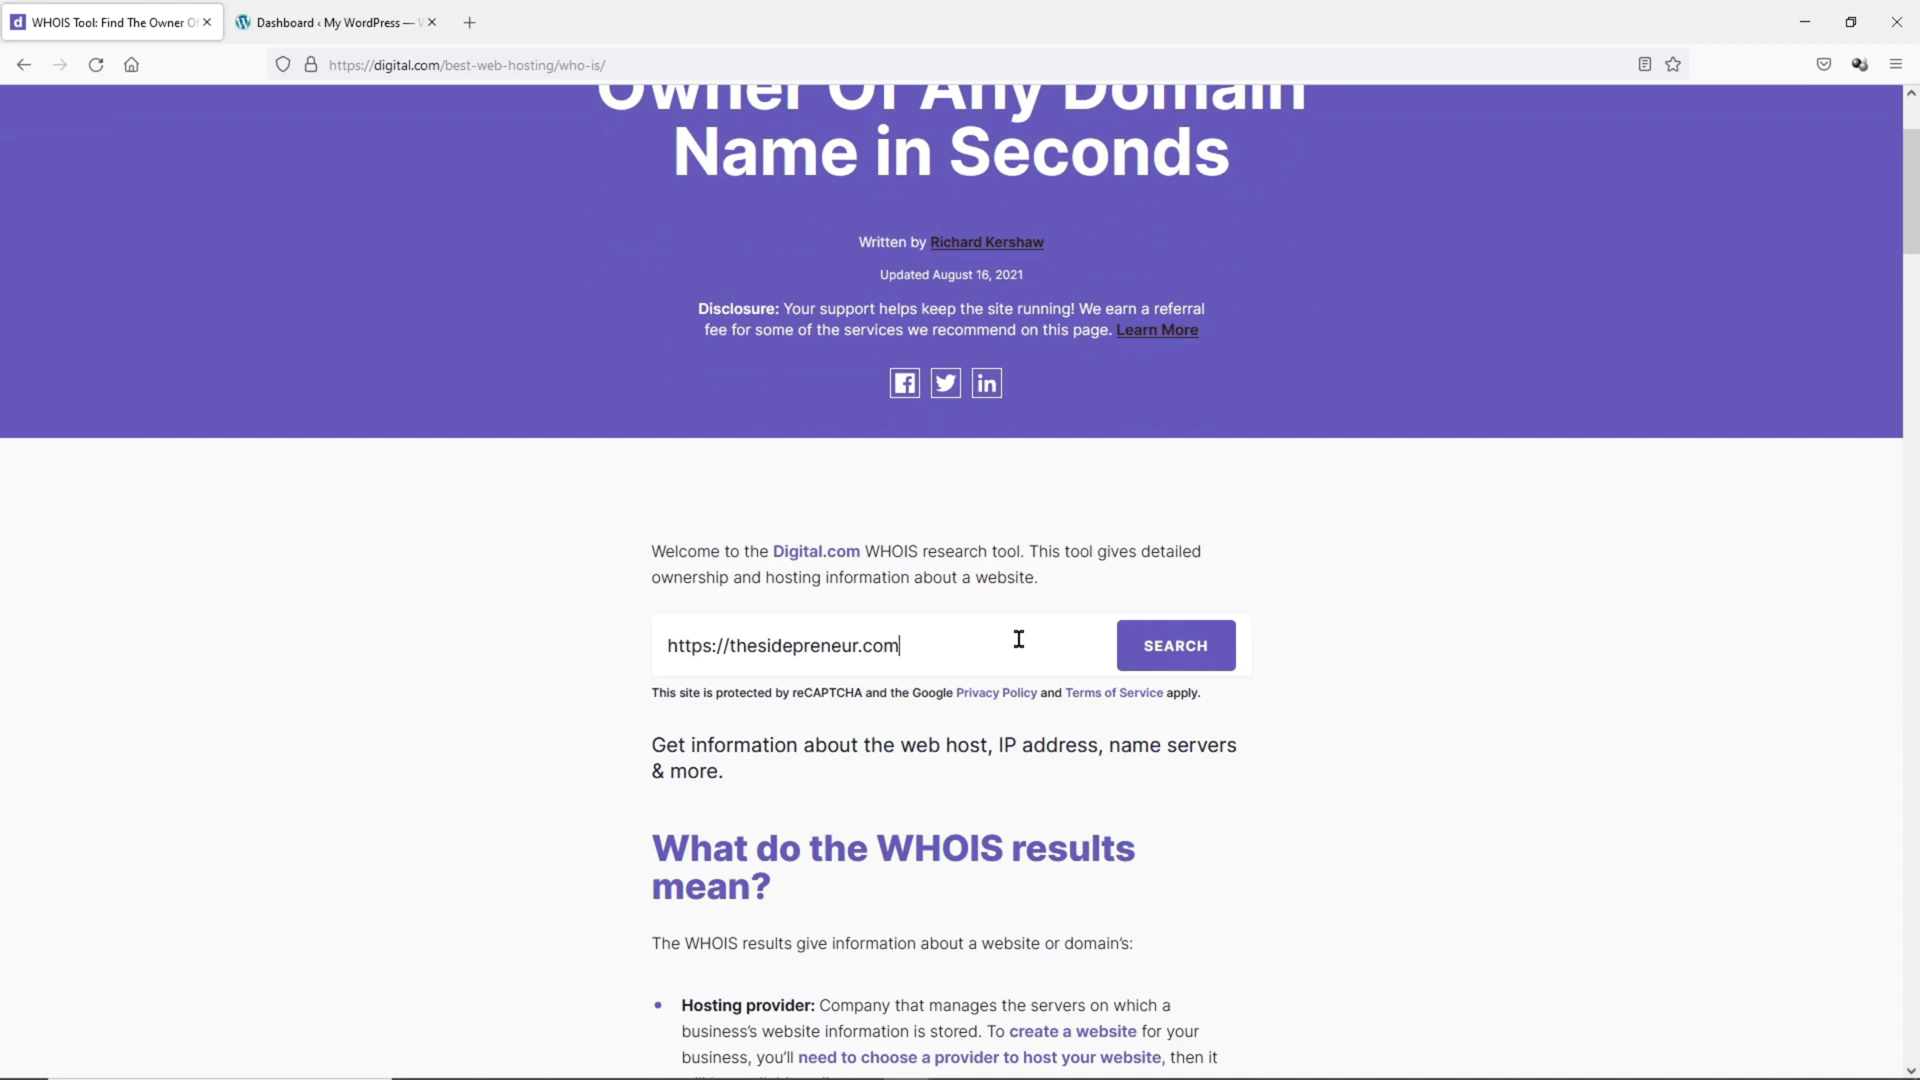 WHOIS Tool: Find The Owner O
Dashboard ‹ My WordPress —
https://digital.com/best-web-hosting/who-is/
Owner Of Any Domain
Name in Seconds
Written by Richard Kershaw
Updated August 16, 2021
Disclosure: Your support helps keep the site running! We earn a referral
fee for some of the services we recommend on this page. Learn More
Welcome to the Digital.com WHOIS research tool. This tool gives detailed
ownership and hosting information about a website.
https://thesidepreneur.com
SEARCH
This site is protected by reCAPTCHA and the Google Privacy Policy and Terms of Service apply.
Get information about the web host, IP address, name servers
& more.
What do the WHOIS results
mean?
The WHOIS results give information about a website or domain's:
Hosting provider: Company that manages the servers on which a
business's website information is stored. To create a website for your
business, you'll need to choose a provider to host your website, then it